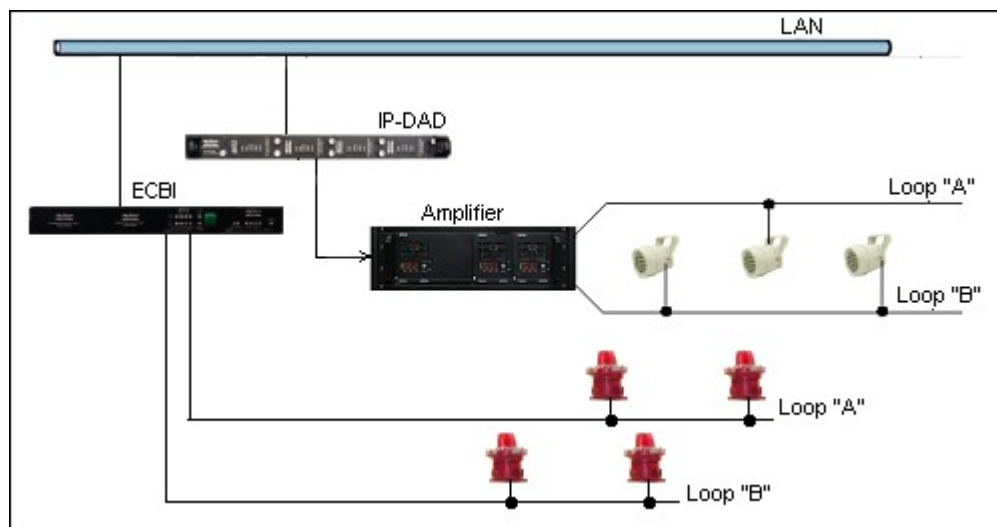 LAN
IP-DAD
ECBI
Amplifier
Loop "A"
Loop "B"
Loop "A"
Loop "B"